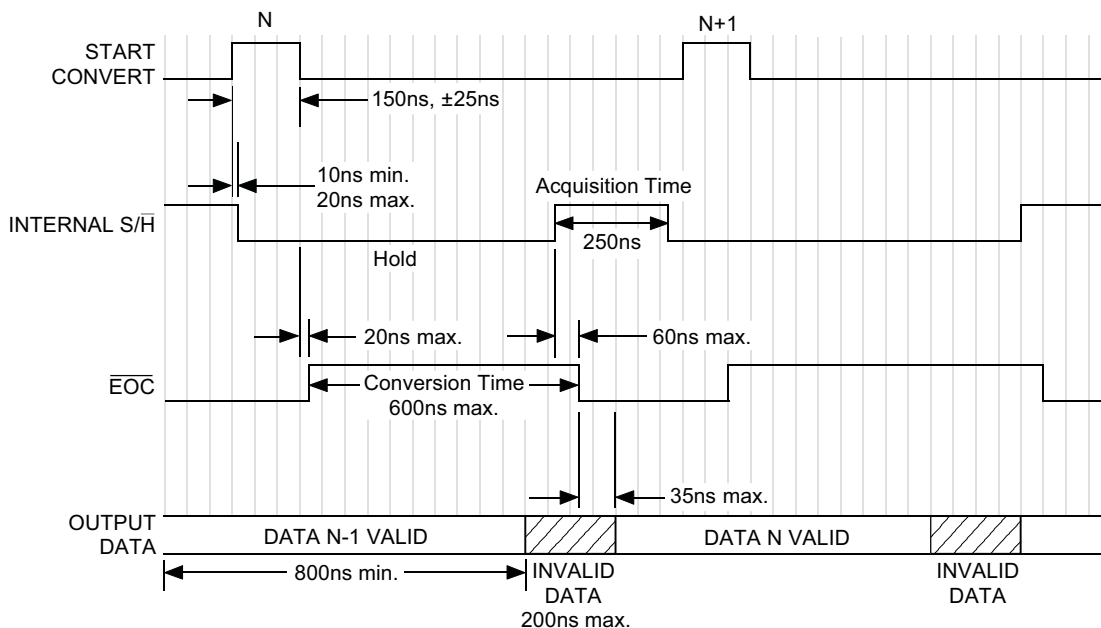 N
N+1
START
CONVERT
150ns, ±25ns
10ns min.
20ns max.
Acquisition Time
INTERNAL S/H̅
250ns
Hold
20ns max.
60ns max.
E̅O̅C̅
Conversion Time
600ns max.
35ns max.
OUTPUT
DATA
DATA N-1 VALID
DATA N VALID
800ns min.
INVALID
DATA
200ns max.
INVALID
DATA